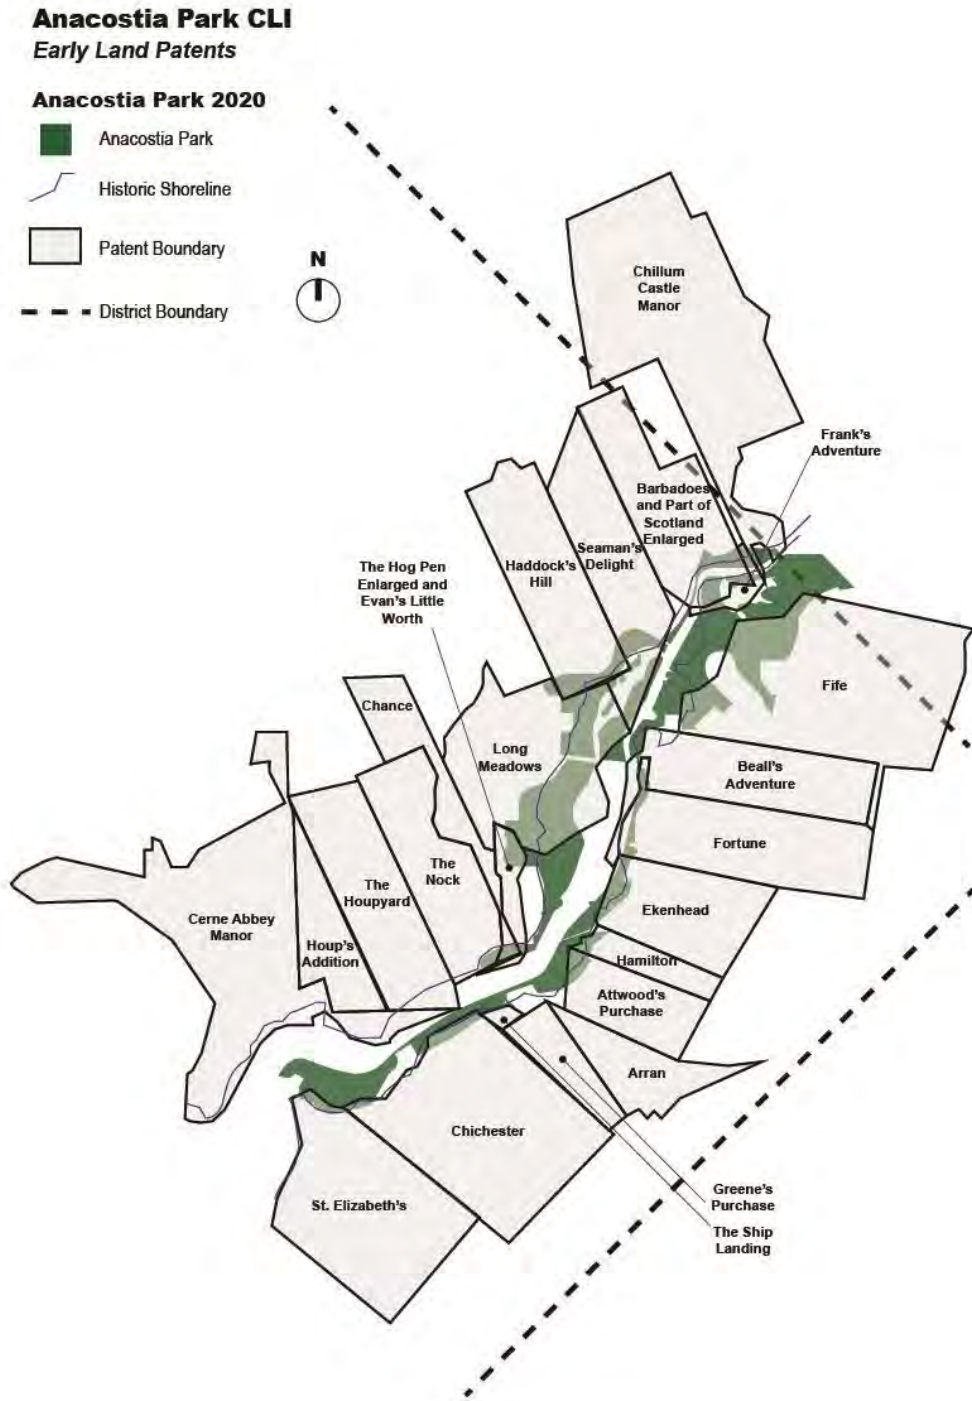 Anacostia Park CLI
Early Land Patents
Anacostia Park 2020
Anacostia Park
Historic Shoreline
Patent Boundary
District Boundary
N
Chillum
Castle
Manor
Frank's
Adventure
Barbadoes
and Part of
Scotland
Enlarged
Seaman's
Delight
Haddock's
Hill
The Hog Pen
Enlarged and
Evan's Little
Worth
Fife
Chance
Long
Meadows
Beall's
Adventure
Fortune
The
Nock
The
Houpyard
Ekenhead
Cerne Abbey
Manor
Houp's
Addition
Hamilton
Attwood's
Purchase
Arran
Chichester
St. Elizabeth's
Greene's
Purchase
The Ship
Landing